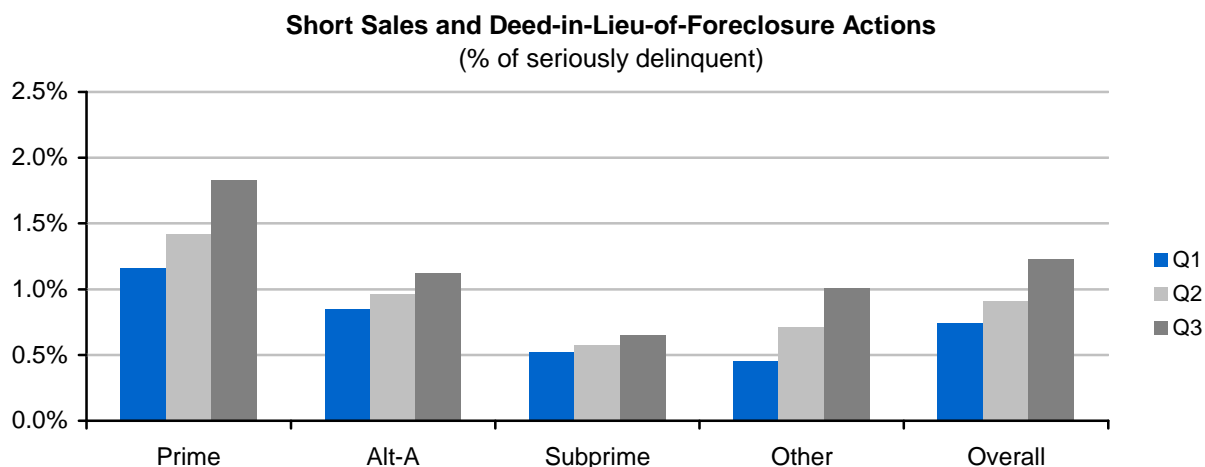 Short Sales and Deed-in-Lieu-of-Foreclosure Actions
(% of seriously delinquent)
2.5%
2.0%
1.5%
1.0%
0.5%
0.0%
Prime Alt-A Subprime Other Overall
Q1
Q2
Q3